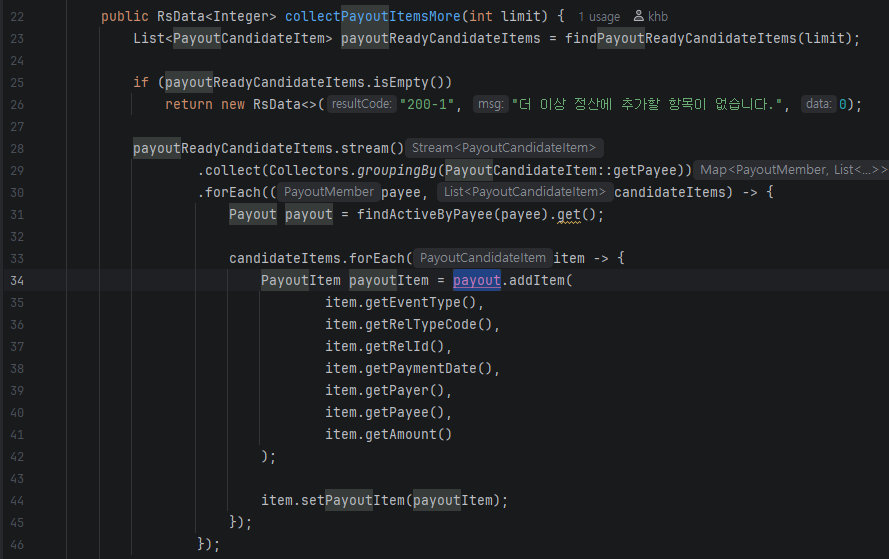 22 public RsData<Integer> collectPayoutItemsMore(int limit) { 1 usage khb
23 List<PayoutCandidateItem> payoutReadyCandidateItems = findPayoutReadyCandidateItems(limit);
24
25 if (payoutReadyCandidateItems.isEmpty())
26 return new RsData<>( resultCode: "200-1", msg: "더 이상 정산에 추가할 항목이 없습니다.", data: 0);
27
28 payoutReadyCandidateItems.stream() Stream<PayoutCandidateItem>
29 .collect(Collectors.groupingBy(PayoutCandidateItem::getPayee)) Map<PayoutMember, List<...>>
30 .forEach(( PayoutMember payee, List<PayoutCandidateItem> candidateItems) -> {
31 Payout payout = findActiveByPayee(payee).get();
32
33 candidateItems.forEach( PayoutCandidateItem item -> {
34 PayoutItem payoutItem = payout.addItem(
35 item.getEventType(),
36 item.getRelTypeCode(),
37 item.getRelId(),
38 item.getPaymentDate(),
39 item.getPayer(),
40 item.getPayee(),
41 item.getAmount()
42 );
43
44 item.setPayoutItem(payoutItem);
45 });
46 });